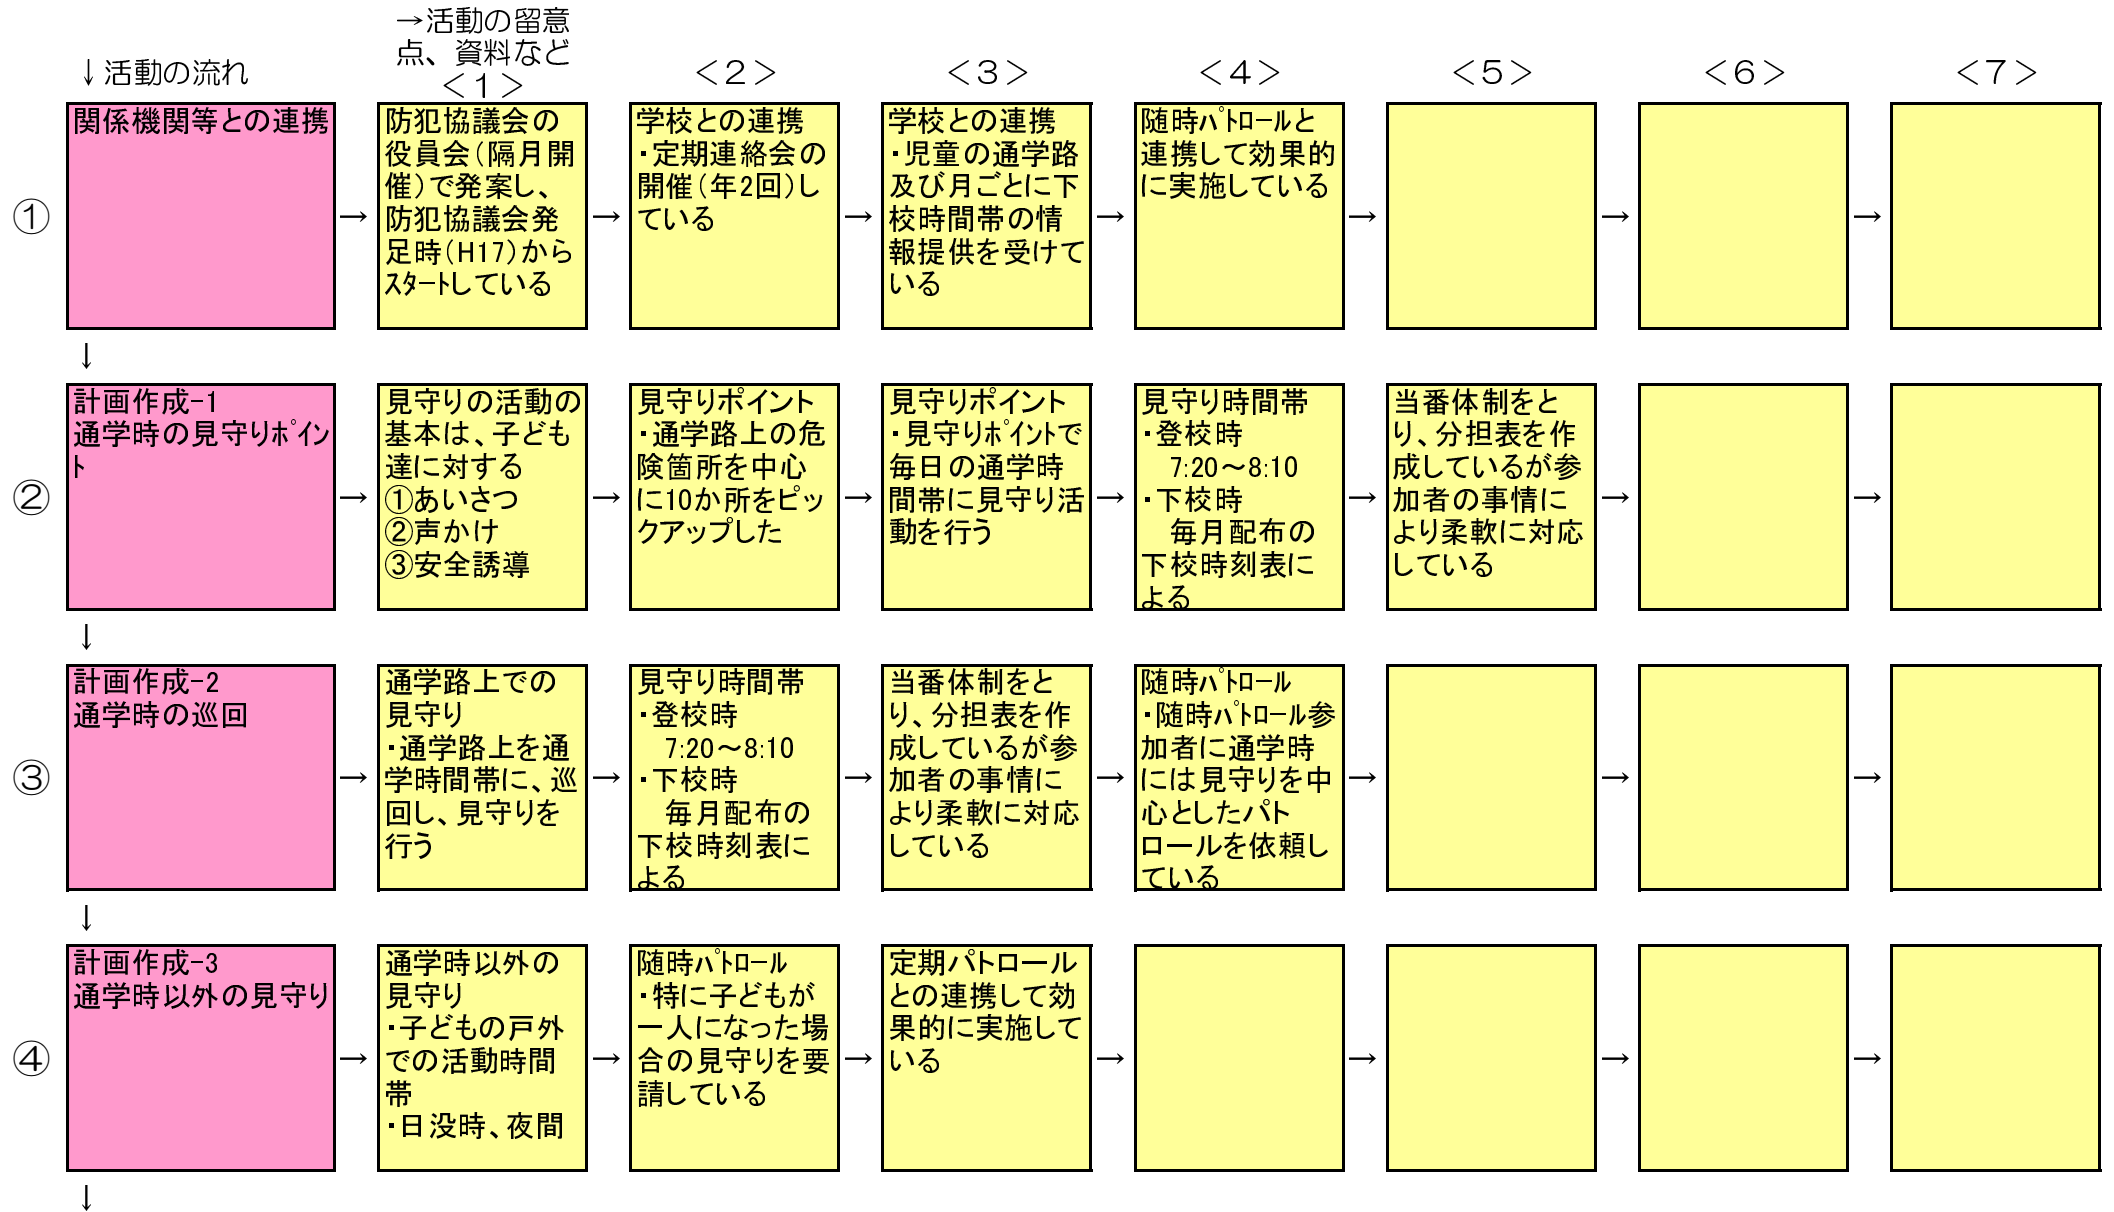 →活動の留意
点、資料など
↓活動の流れ
＜1＞
＜2＞
＜3＞
＜4＞
＜5＞
＜6＞
＜7＞
①
関係機関等との連携
→
防犯協議会の
役員会（隔月開
催）で発案し、
防犯協議会発
足時（H17）から
ｽﾀｰﾄしている
→
学校との連携
・定期連絡会の
開催（年2回）し
ている
→
学校との連携
・児童の通学路
及び月ごとに下
校時間帯の情
報提供を受けて
いる
→
随時ﾊﾟﾄﾛｰﾙと
連携して効果的
に実施している
→
→
→
↓
②
計画作成-1
通学時の見守りﾎﾟｲﾝ
ﾄ
→
見守りの活動の
基本は、子ども
達に対する
①あいさつ
②声かけ
③安全誘導
→
見守りポイント
・通学路上の危
険箇所を中心
に10か所をピッ
クアップした
→
見守りポイント
・見守りﾎﾟｲﾝﾄで
毎日の通学時
間帯に見守り活
動を行う
→
見守り時間帯
・登校時
7:20～8:10
・下校時
毎月配布の
下校時刻表に
よる
→
当番体制をと
り、分担表を作
成しているが参
加者の事情に
より柔軟に対応
している
→
→
↓
③
計画作成-2
通学時の巡回
→
通学路上での
見守り
・通学路上を通
学時間帯に、巡
回し、見守りを
行う
→
見守り時間帯
・登校時
7:20～8:10
・下校時
毎月配布の
下校時刻表に
よる
→
当番体制をと
り、分担表を作
成しているが参
加者の事情に
より柔軟に対応
している
→
随時ﾊﾟﾄﾛｰﾙ
・随時ﾊﾟﾄﾛｰﾙ参
加者に通学時
には見守りを中
心としたパト
ロールを依頼し
ている
→
→
→
↓
④
計画作成-3
通学時以外の見守り
→
通学時以外の
見守り
・子どもの戸外
での活動時間
帯
・日没時、夜間
→
随時ﾊﾟﾄﾛｰﾙ
・特に子どもが
一人になった場
合の見守りを要
請している
→
定期パトロール
との連携して効
果的に実施して
いる
→
→
→
→
↓